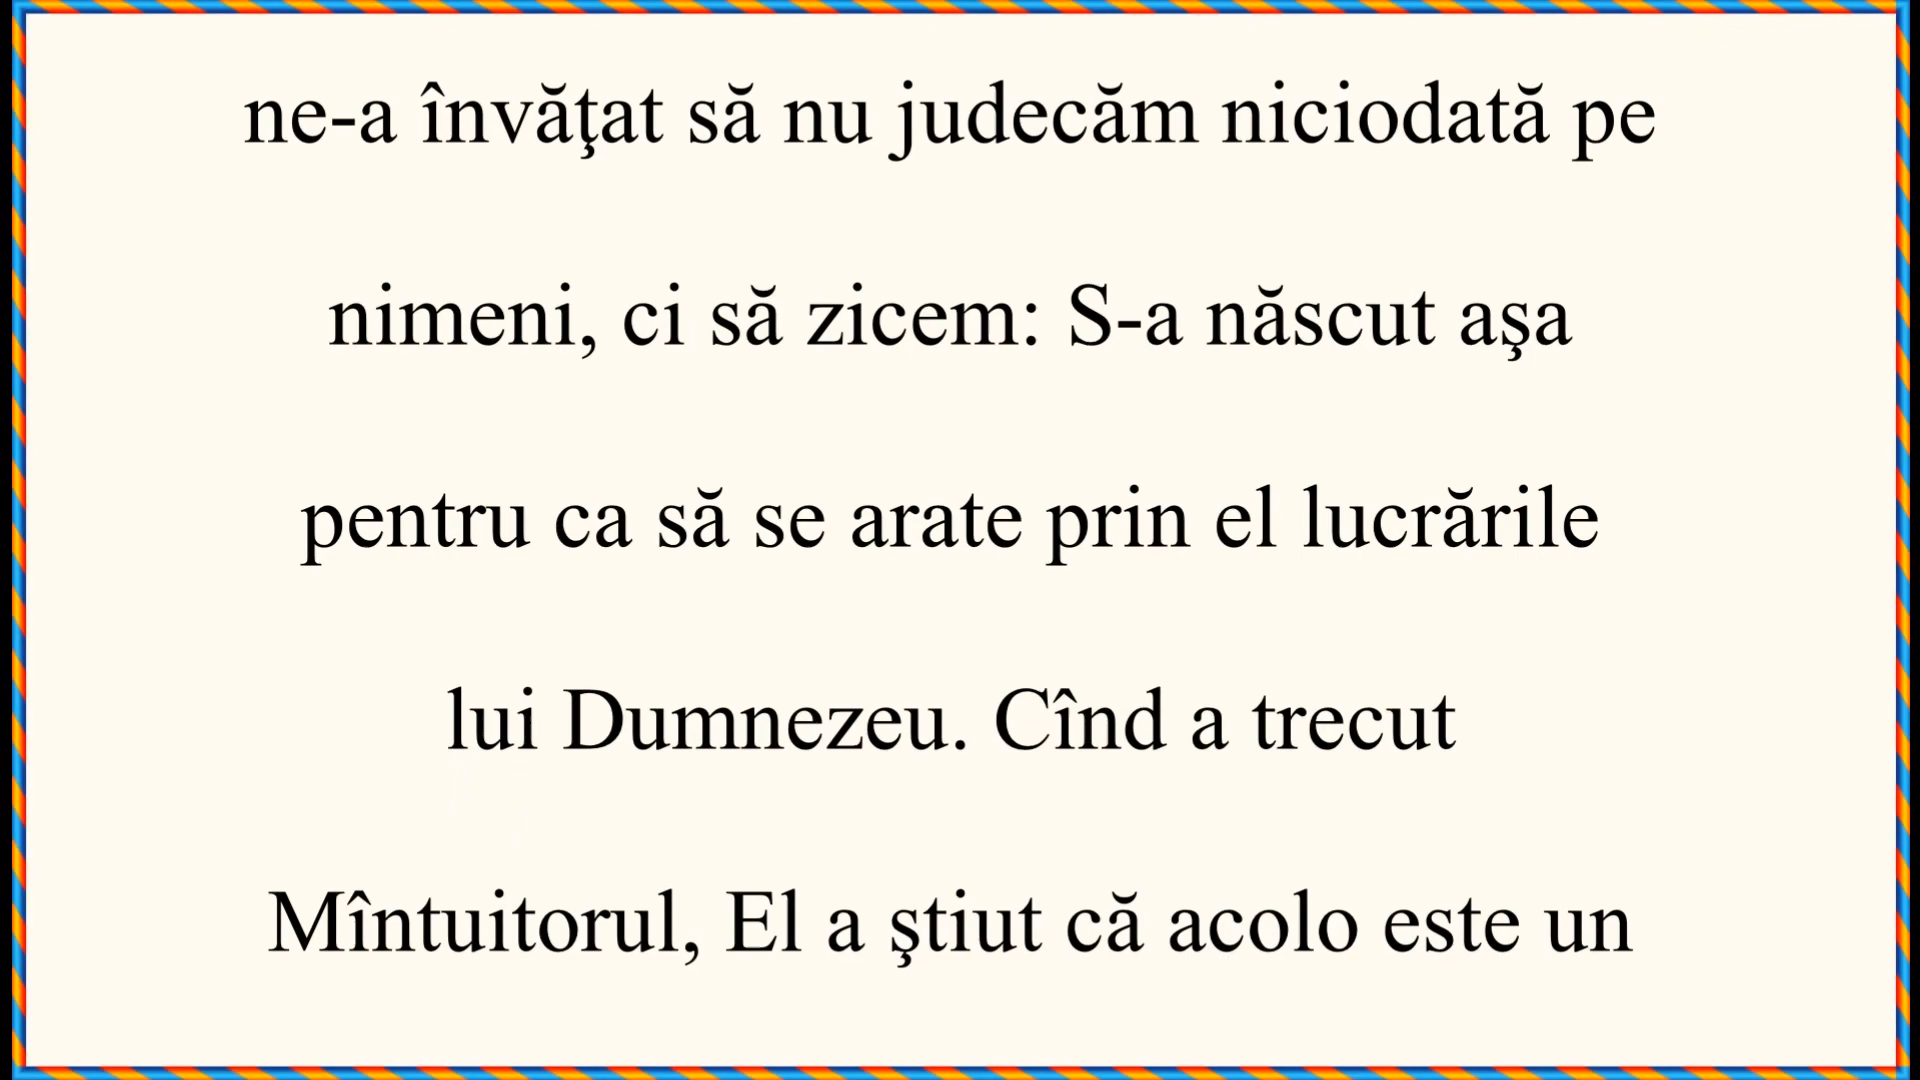 ne-a învăţat să nu judecăm niciodată pe
nimeni, ci să zicem: S-a născut aşa
pentru ca să se arate prin el lucrările
lui Dumnezeu. Cînd a trecut
Mîntuitorul, El a ştiut că acolo este un